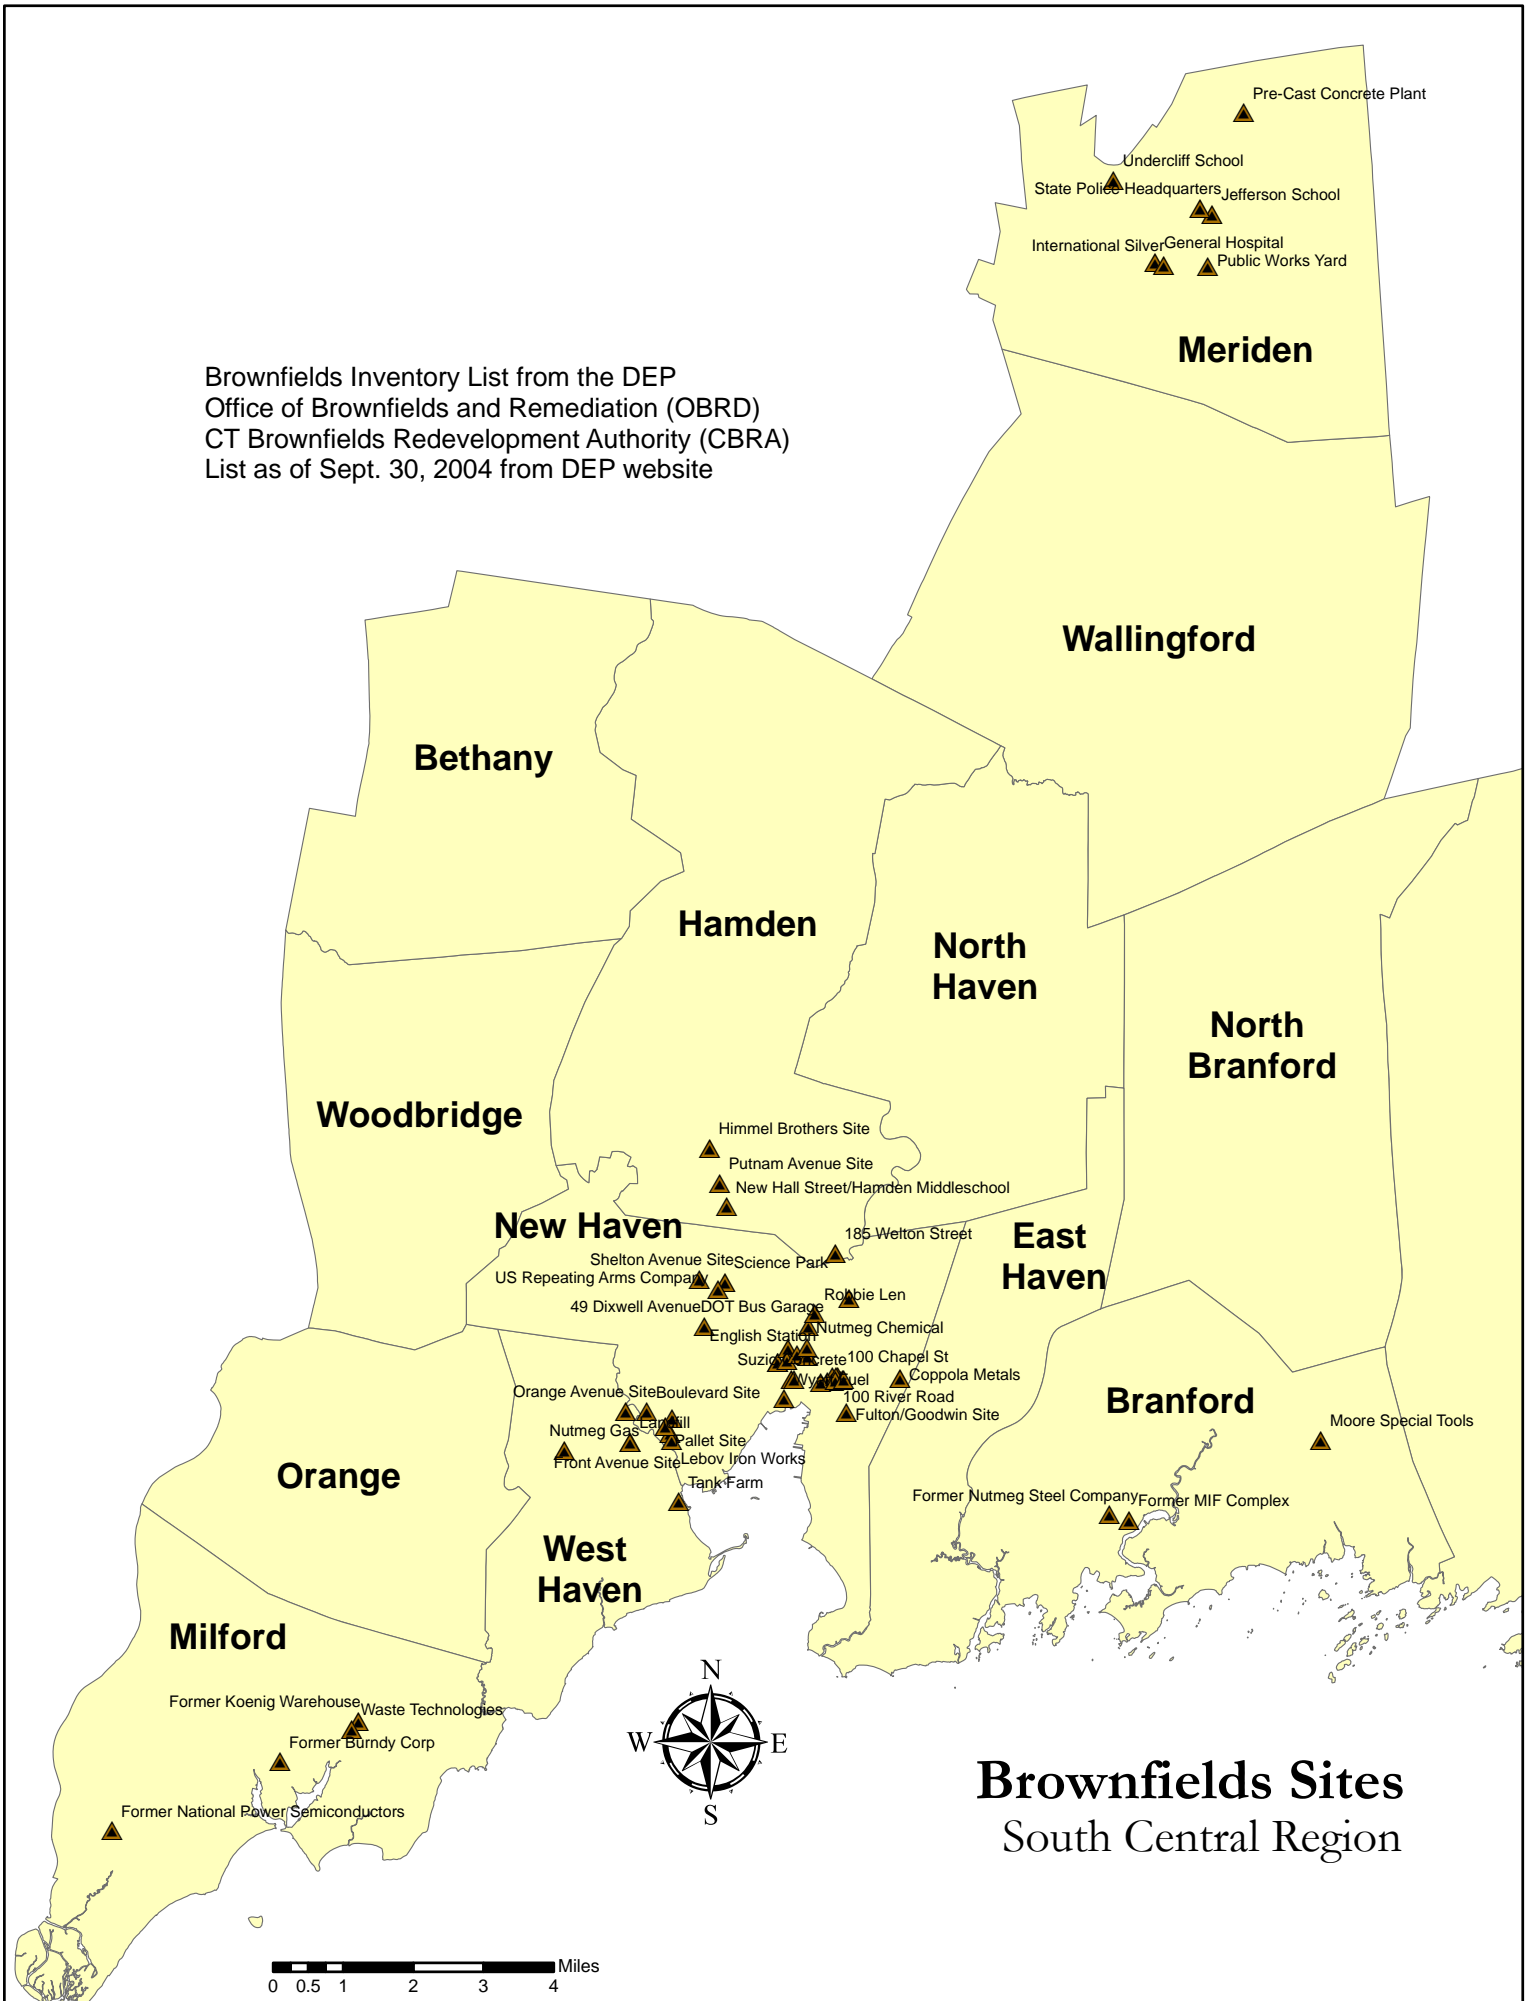 Pre-Cast Concrete Plant
Undercliff School
State Police Headquarters
Jefferson School
International Silver
General Hospital
Public Works Yard
Meriden
Brownfields Inventory List from the DEP
Office of Brownfields and Remediation (OBRD)
CT Brownfields Redevelopment Authority (CBRA)
List as of Sept. 30, 2004 from DEP website
Wallingford
Bethany
Hamden
North
Haven
North
Branford
Woodbridge
Himmel Brothers Site
Putnam Avenue Site
New Hall Street/Hamden Middleschool
New Haven
185 Welton Street
East
Haven
Shelton Avenue Site
Science Park
US Repeating Arms Company
Robbie Len
49 Dixwell Avenue
DOT Bus Garage
English Station
Nutmeg Chemical
Suzio Concrete
100 Chapel St
Wyatt Fuel
Coppola Metals
Orange Avenue Site
Boulevard Site
100 River Road
Branford
Fulton/Goodwin Site
Landfill
Moore Special Tools
Nutmeg Gas
Pallet Site
Front Avenue Site
Lebov Iron Works
Orange
Tank Farm
Former Nutmeg Steel Company
Former MIF Complex
West
Haven
Milford
Former Koenig Warehouse
Waste Technologies
Former Burndy Corp
Former National Power Semiconductors
N
W
E
S
Brownfields Sites
South Central Region
Miles
0 0.5 1 2 3 4